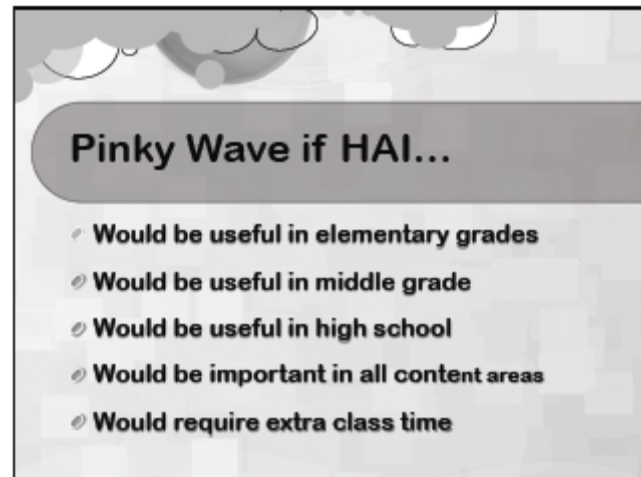 Pinky Wave if HAI...
Would be useful in elementary grades
Would be useful in middle grade
Would be useful in high school
Would be important in all content areas
Would require extra class time